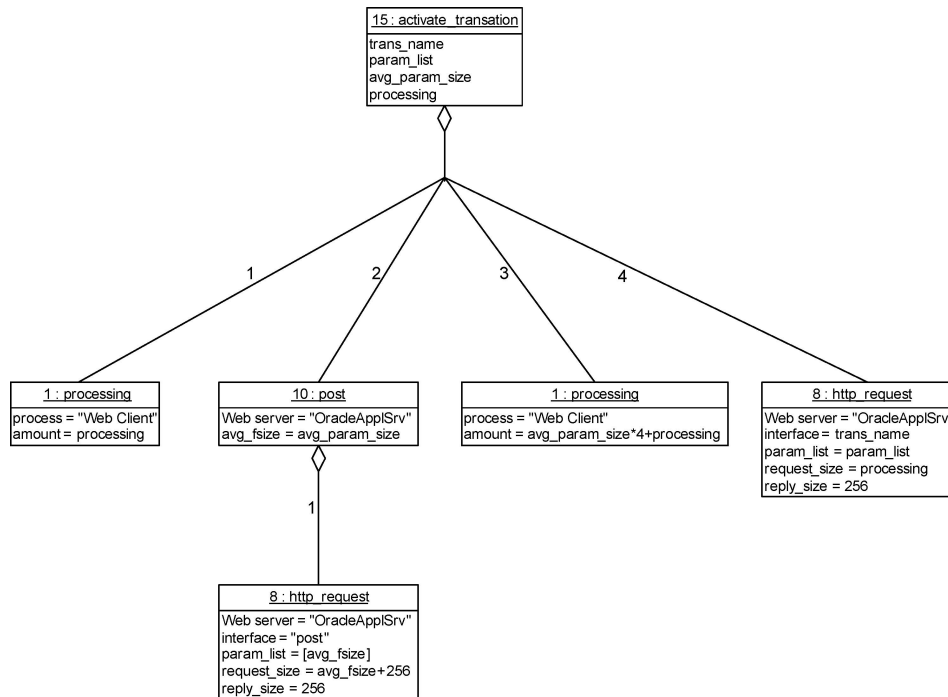 15 : activate_transation
trans_name
param_list
avg_param_size
processing
1
2
3
4
1 : processing
process = "Web Client"
amount = processing
10 : post
Web server = "OracleApplSrv"
avg_fsize = avg_param_size
1 : processing
process = "Web Client"
amount = avg_param_size*4+processing
8 : http_request
Web server = "OracleApplSrv"
interface = trans_name
param_list = param_list
request_size = processing
reply_size = 256
1
8 : http_request
Web server = "OracleApplSrv"
interface = "post"
param_list = [avg_fsize]
request_size = avg_fsize+256
reply_size = 256